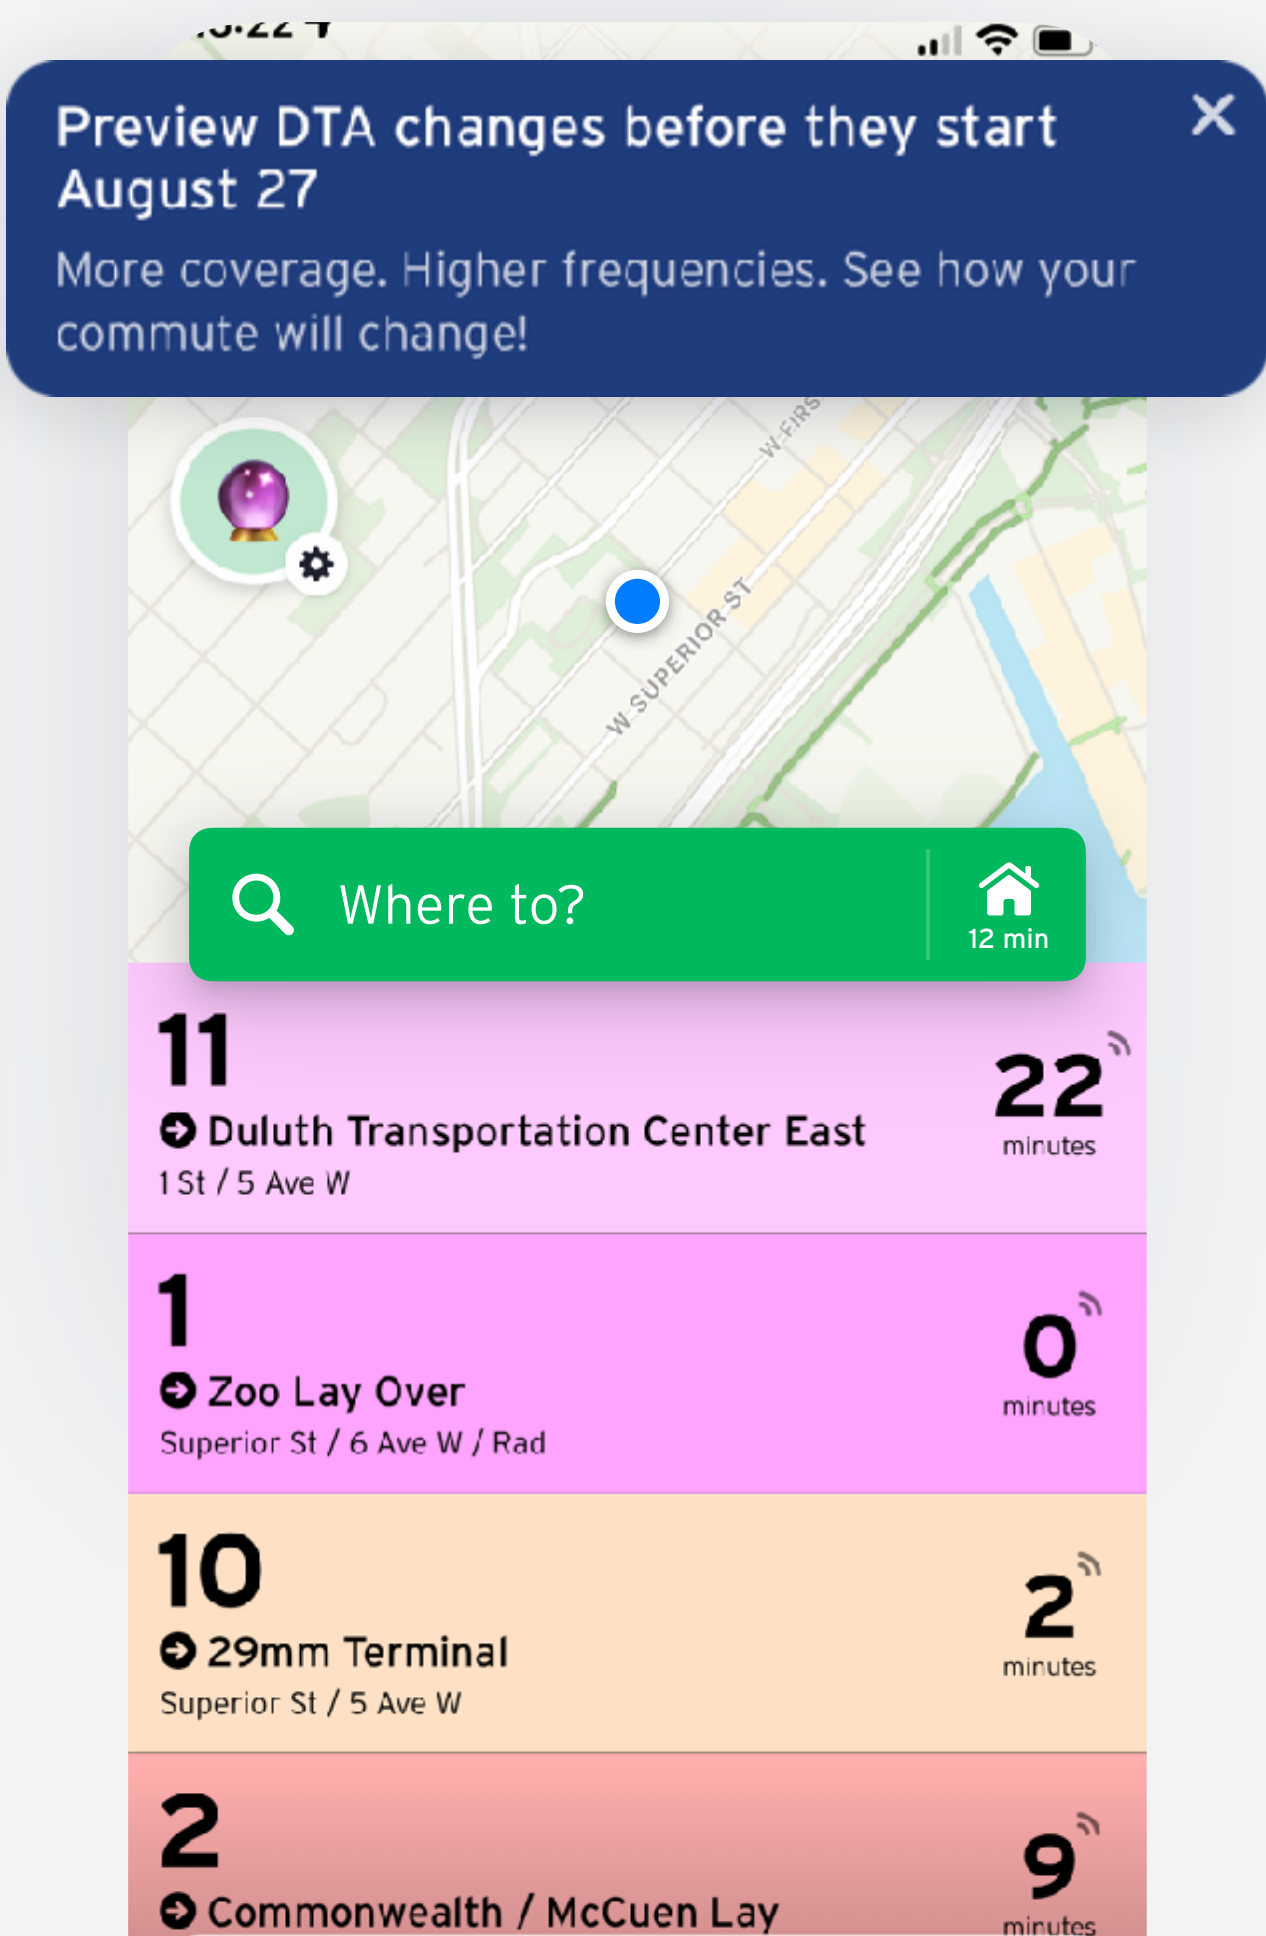 Preview DTA changes before they start
August 27
More coverage. Higher frequencies. See how your
commute will change!
W SUPERIOR ST
Where to?
12 min
11
Duluth Transportation Center East
1 St / 5 Ave W
22
minutes
1
Zoo Lay Over
Superior St / 6 Ave W / Rad
0
minutes
10
29mm Terminal
Superior St / 5 Ave W
2
minutes
2
Commonwealth / McCuen Lay
9
minutes